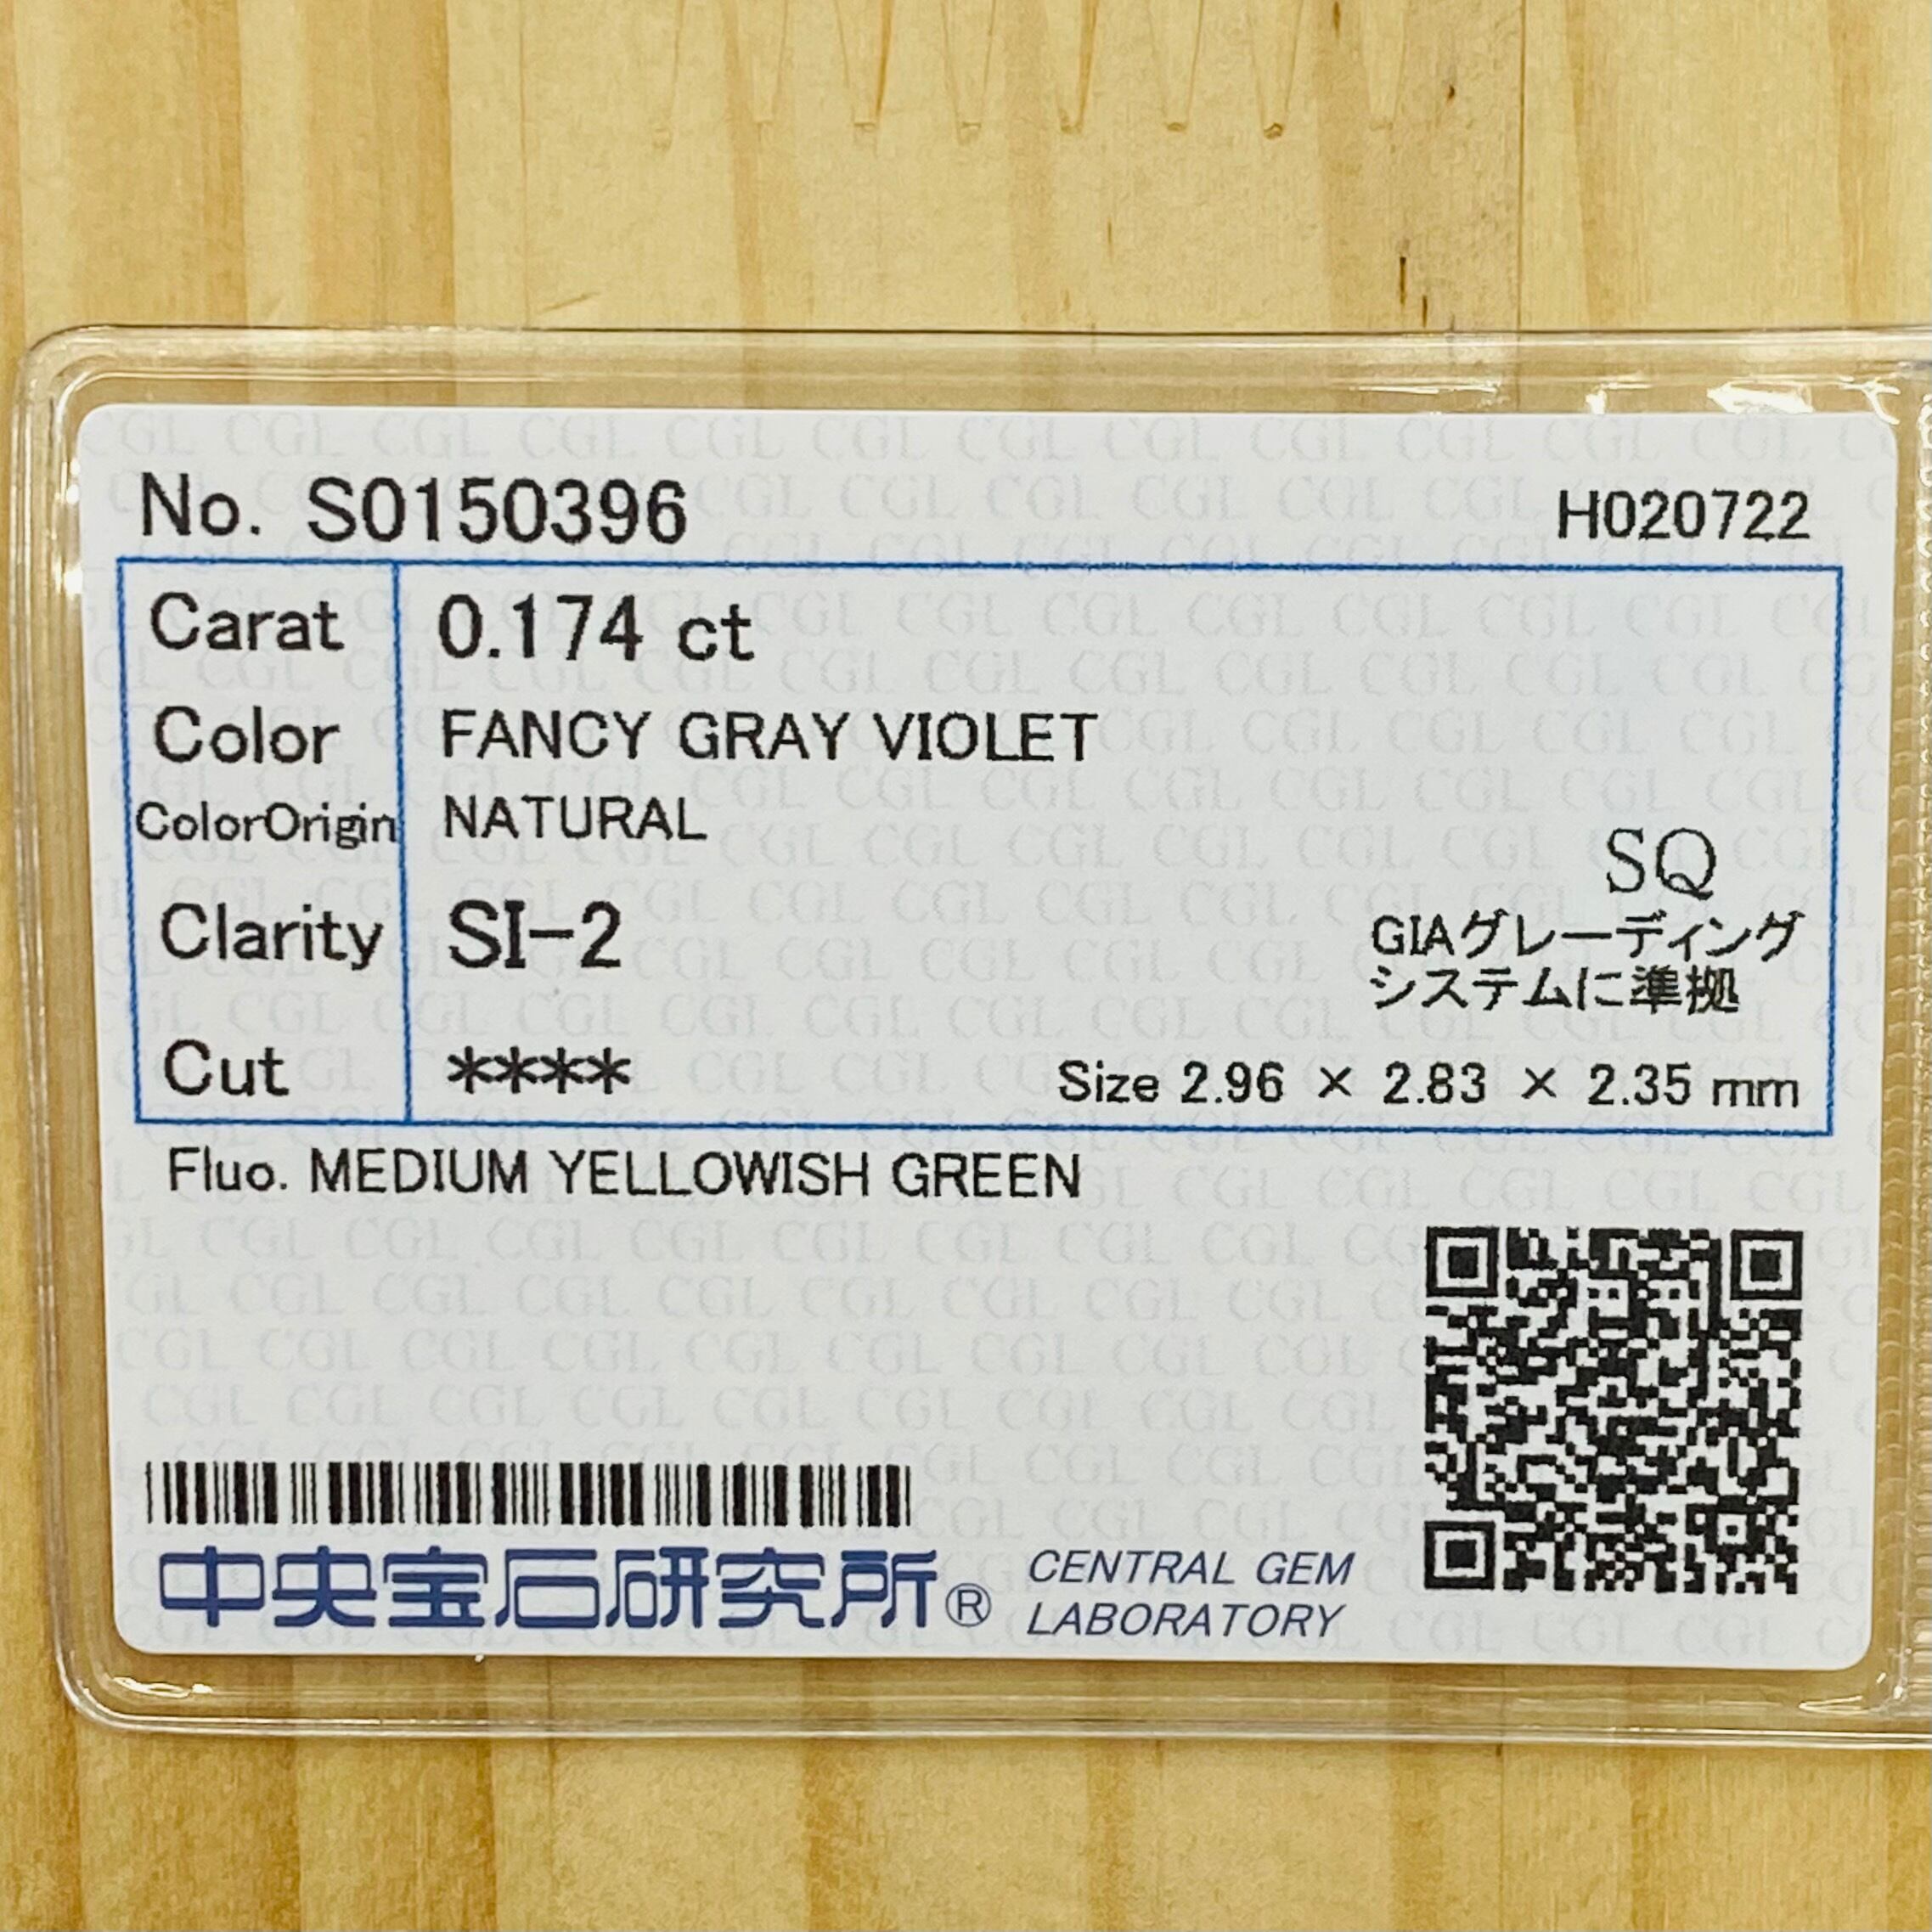 No. S0150396 H020722
Carat 0.174 ct
Color FANCY GRAY VIOLET
ColorOrigin NATURAL
SQ
Clarity SI-2
GIAグレーディング
システムに準拠
Cut **** Size 2.96 × 2.83 × 2.35 mm
Fluo. MEDIUM YELLOWISH GREEN
中央宝石研究所® CENTRAL GEM
LABORATORY